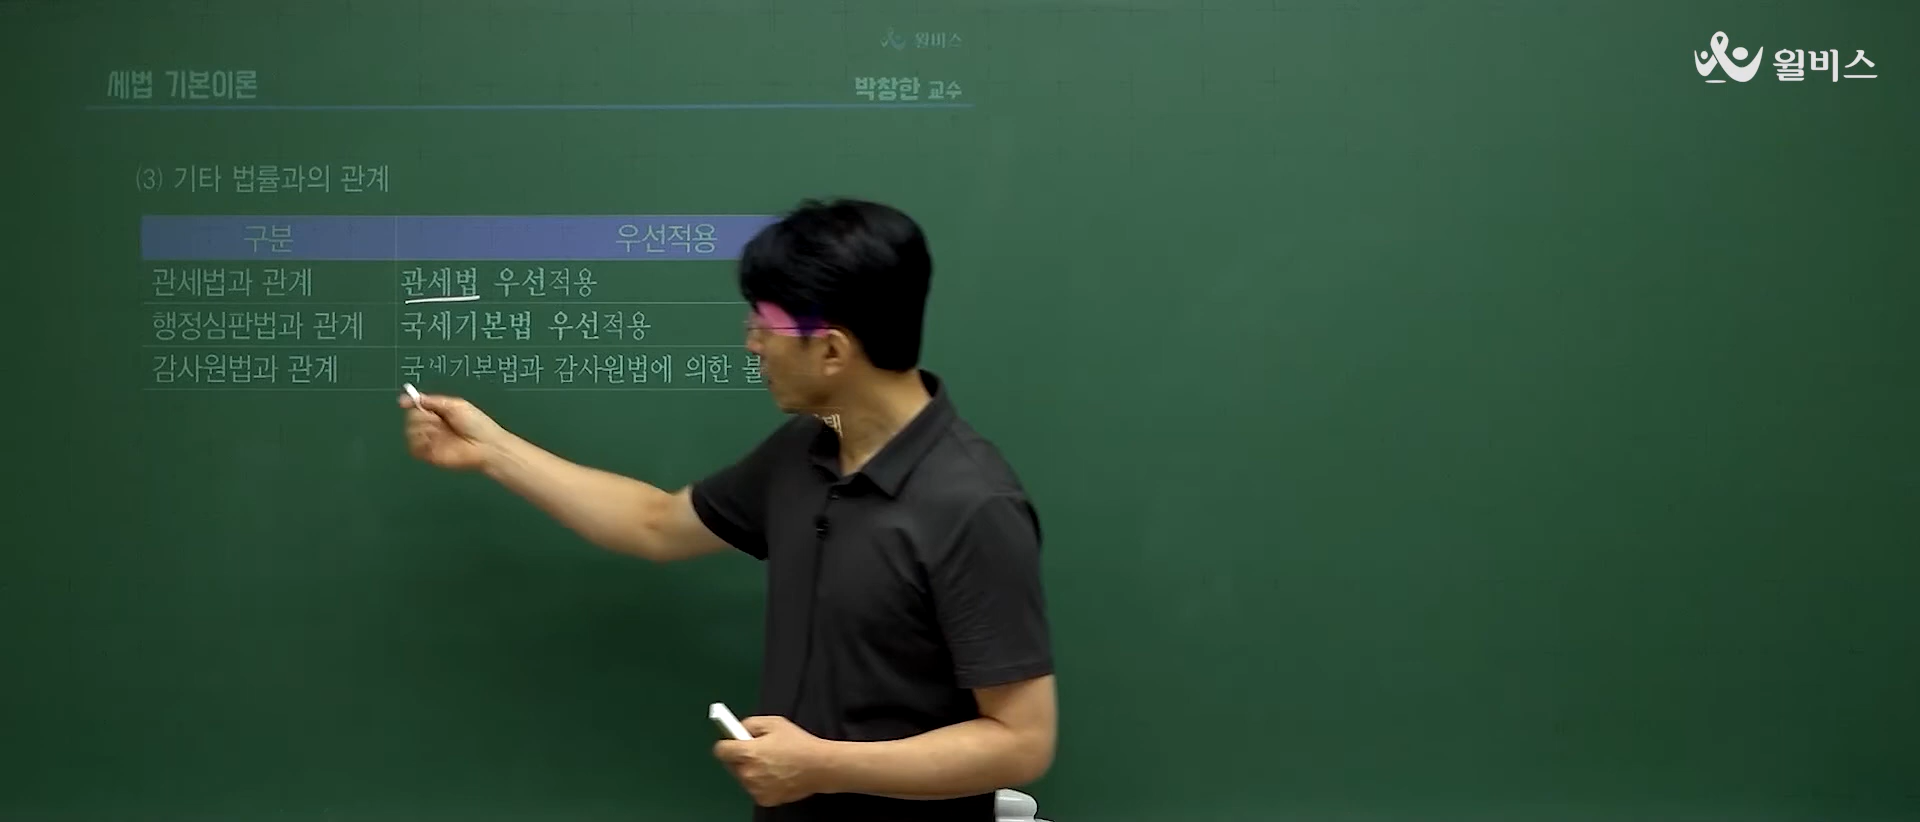 윌비스
윌비스
세법 기본이론
박창한 교수
(3) 기타 법률과의 관계
구분 우선적용
관세법과 관계 관세법 우선적용
행정심판법과 관계 국세기본법 우선적용
감사원법과 관계 국세기본법과 감사원법에 의한